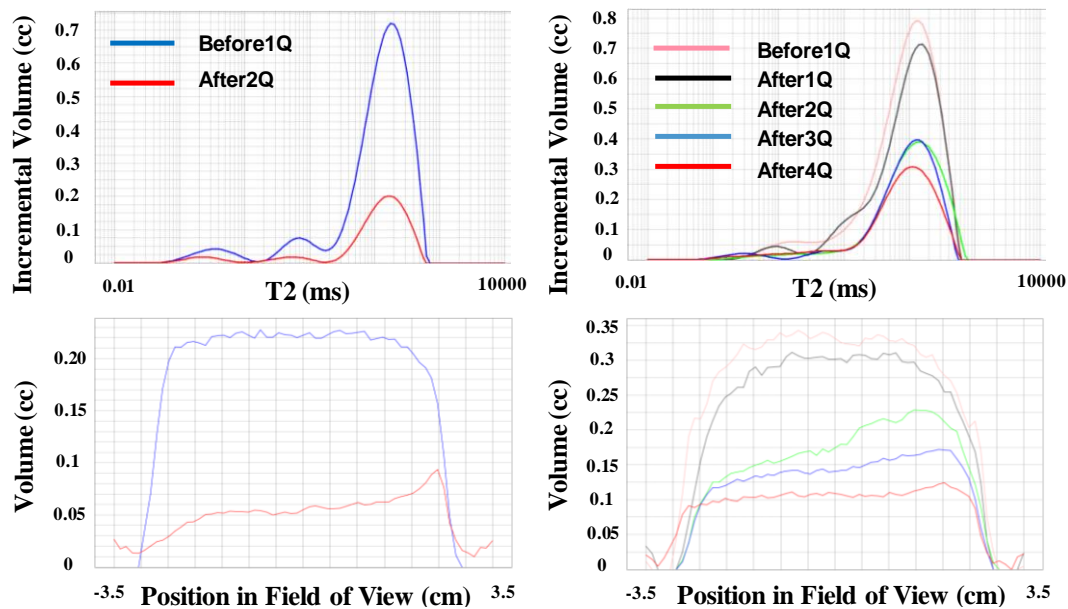 Incremental Volume (cc)
0.7
0.6
0.5
0.4
0.3
0.2
0.1
0
Before1Q
After2Q
0.01
10000
T2 (ms)
Incremental Volume (cc)
0.8
0.7
0.6
0.5
0.4
0.3
0.2
0.1
0
Before1Q
After1Q
After2Q
After3Q
After4Q
0.01
10000
T2 (ms)
Volume (cc)
0.20
0.15
0.1
0.05
0
-3.5
3.5
Position in Field of View (cm)
Volume (cc)
0.35
0.3
0.25
0.2
0.15
0.1
0.05
0
-3.5
3.5
Position in Field of View (cm)